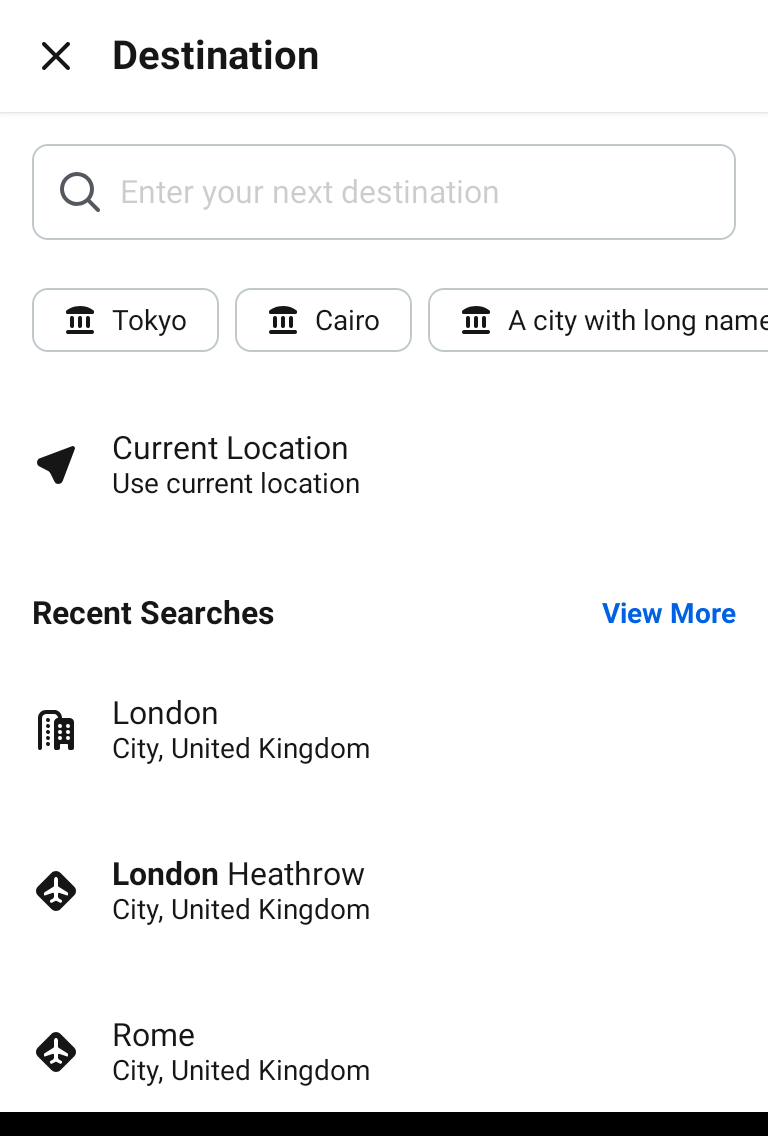 Destination
Enter your next destination
Tokyo
Cairo
A city with long name
Current Location
Use current location
Recent Searches
View More
London
City, United Kingdom
London Heathrow
City, United Kingdom
Rome
City, United Kingdom